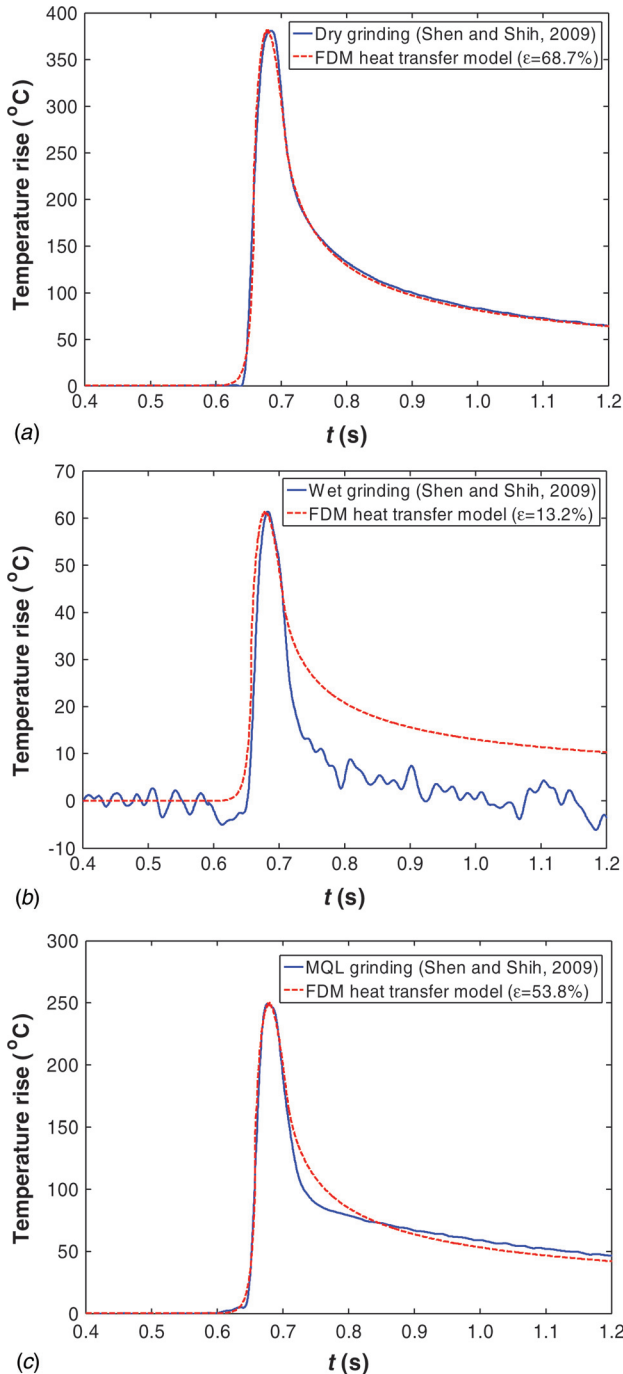 400
350
300
250
200
150
100
50
0
Temperature rise (°C)
Dry grinding (Shen and Shih, 2009)
FDM heat transfer model (ε=68.7%)
0.4 0.5 0.6 0.7 0.8 0.9 1.0 1.1 1.2
(a)
t (s)
70
60
50
40
30
20
10
0
-10
Temperature rise (°C)
Wet grinding (Shen and Shih, 2009)
FDM heat transfer model (ε=13.2%)
0.4 0.5 0.6 0.7 0.8 0.9 1.0 1.1 1.2
(b)
t (s)
300
250
200
150
100
50
0
Temperature rise (°C)
MQL grinding (Shen and Shih, 2009)
FDM heat transfer model (ε=53.8%)
0.4 0.5 0.6 0.7 0.8 0.9 1.0 1.1 1.2
(c)
t (s)